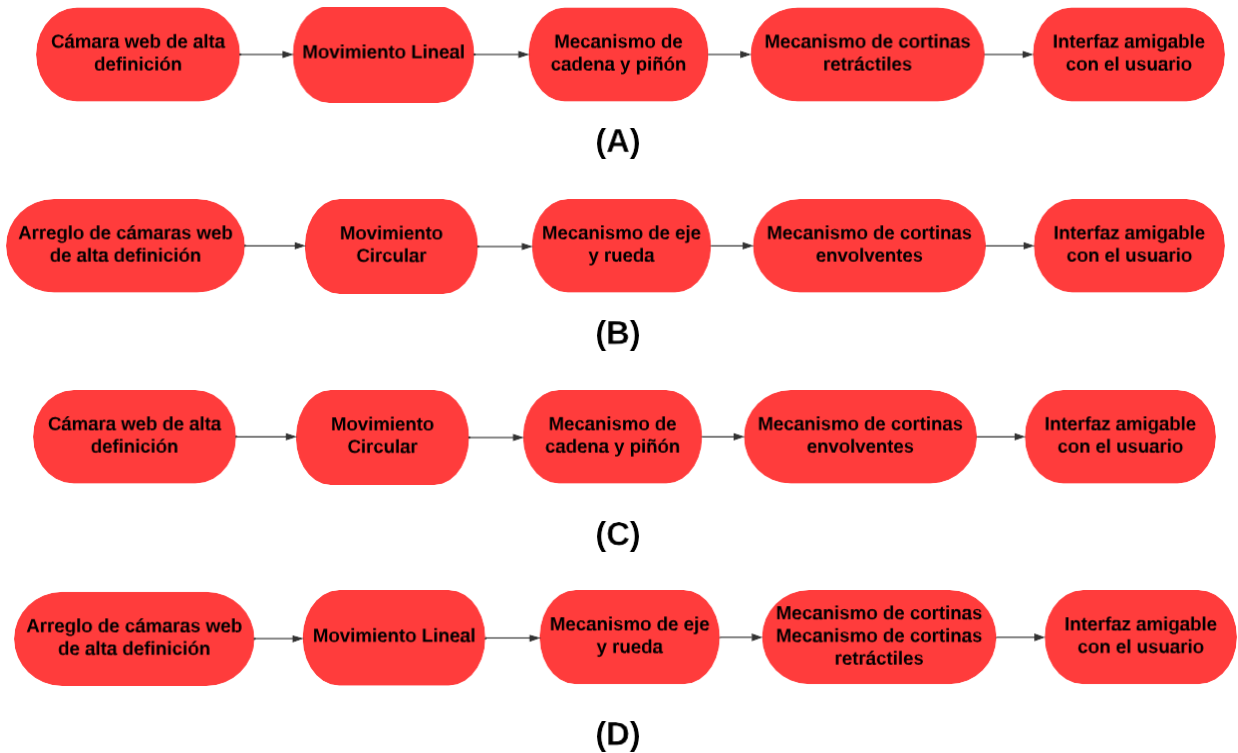 Cámara web de alta
definición
Movimiento Lineal
Mecanismo de
cadena y piñón
Mecanismo de cortinas
retráctiles
Interfaz amigable
con el usuario
(A)
Arreglo de cámaras web
de alta definición
Movimiento
Circular
Mecanismo de eje
y rueda
Mecanismo de cortinas
envolventes
Interfaz amigable
con el usuario
(B)
Cámara web de alta
definición
Movimiento
Circular
Mecanismo de
cadena y piñón
Mecanismo de cortinas
envolventes
Interfaz amigable
con el usuario
(C)
Arreglo de cámaras web
de alta definición
Movimiento Lineal
Mecanismo de eje
y rueda
Mecanismo de cortinas
Mecanismo de cortinas
retráctiles
Interfaz amigable
con el usuario
(D)